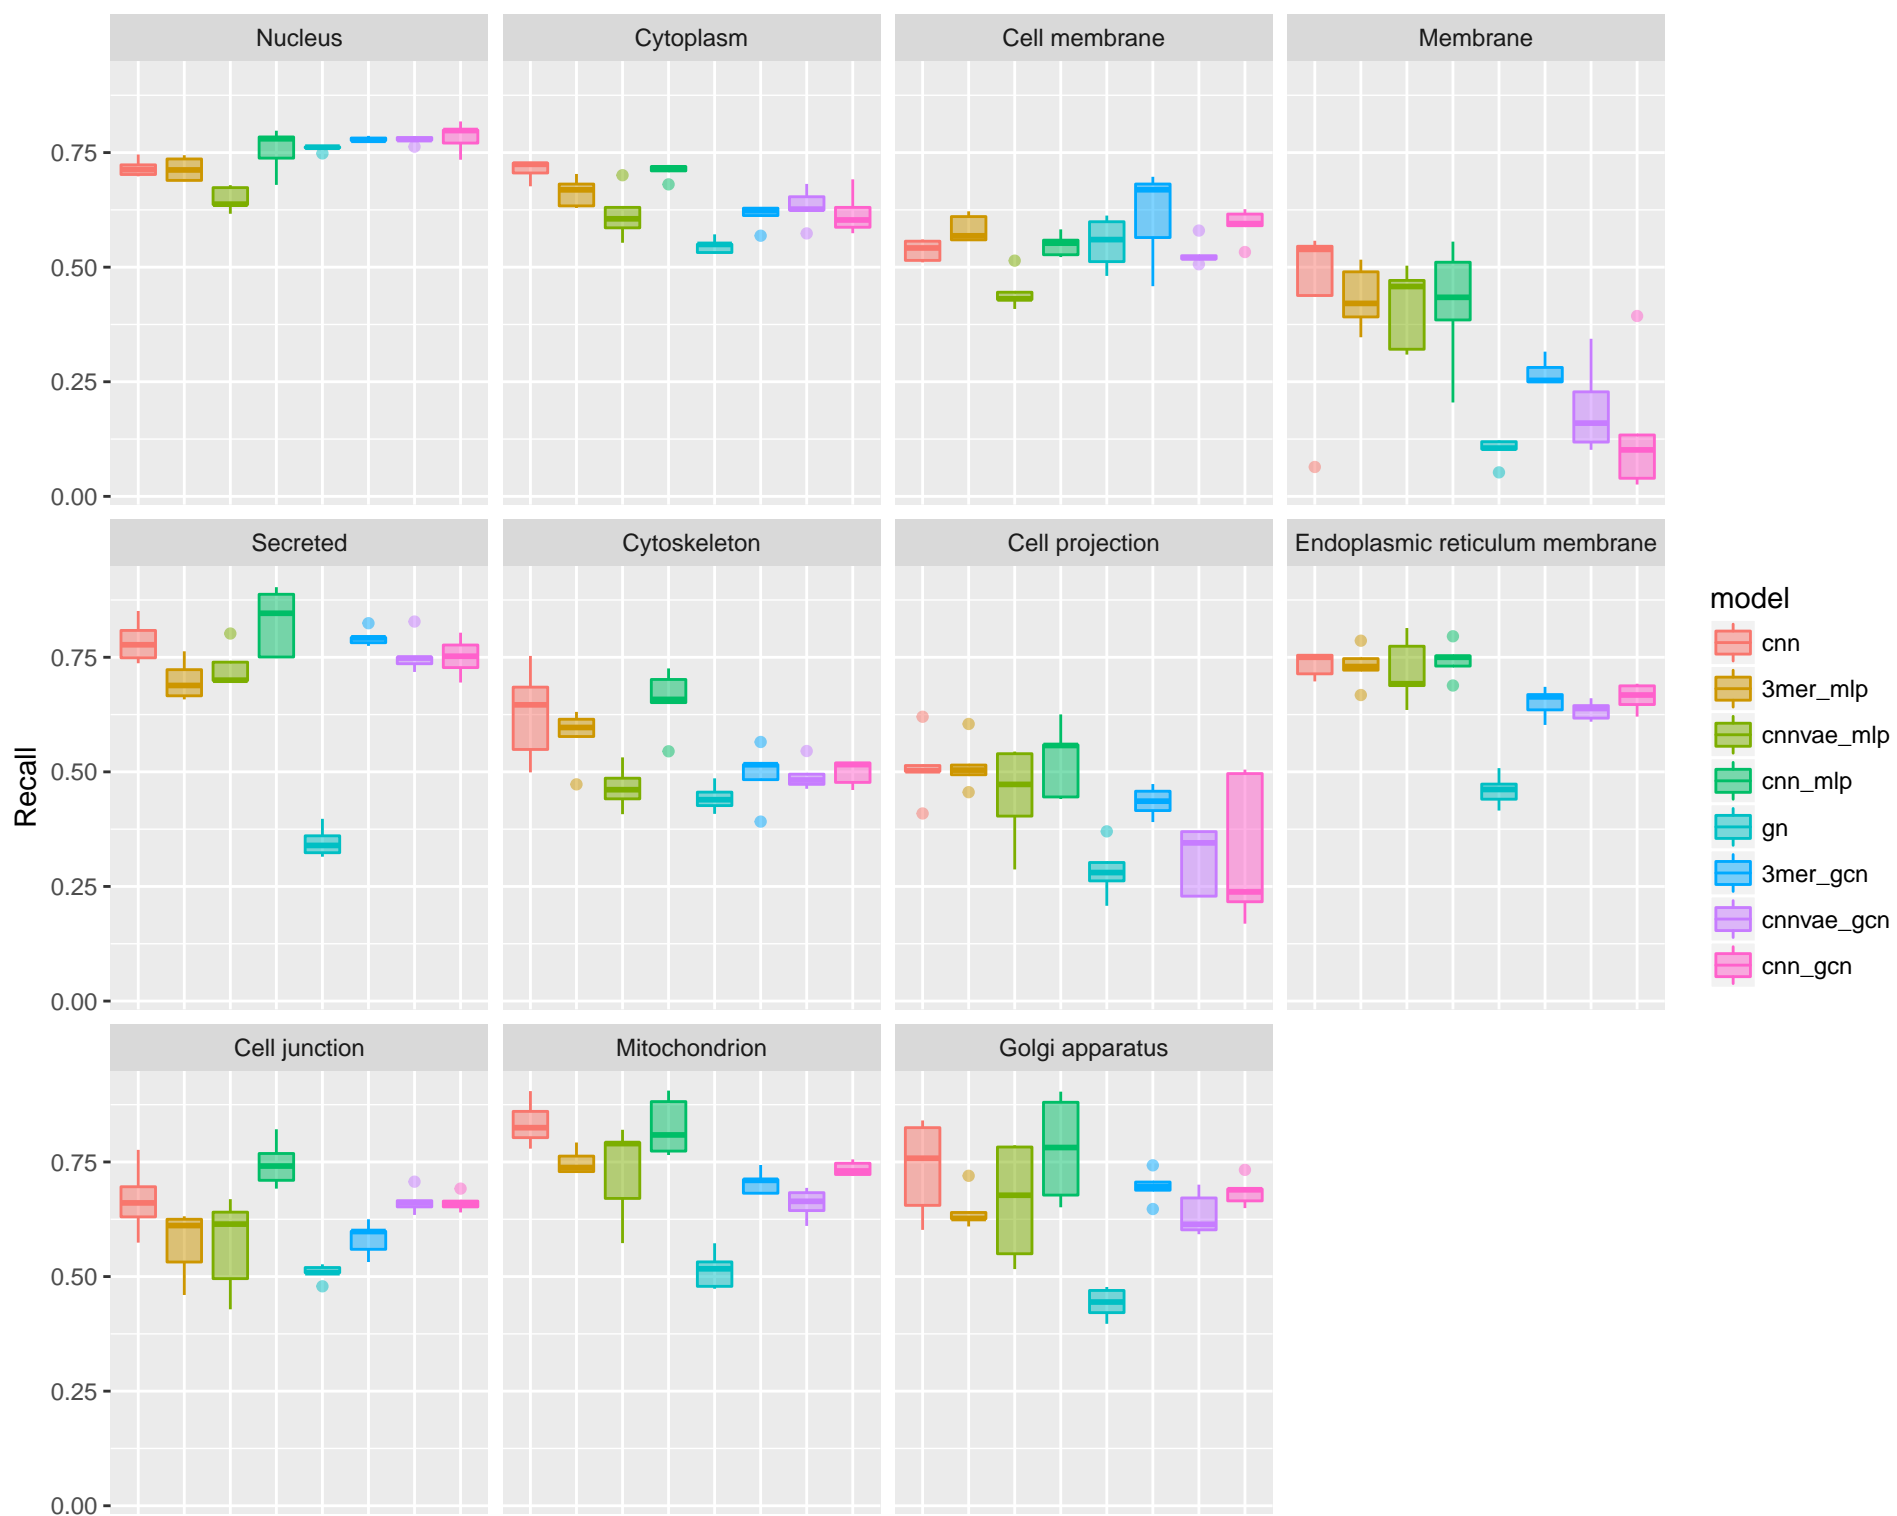 Nucleus
Cytoplasm
Cell membrane
Membrane
0.75
0.50
0.25
0.00
Secreted
Cytoskeleton
Cell projection
Endoplasmic reticulum membrane
0.75
0.50
0.25
0.00
Cell junction
Mitochondrion
Golgi apparatus
0.75
0.50
0.25
0.00
Recall
model
cnn
3mer_mlp
cnnvae_mlp
cnn_mlp
gn
3mer_gcn
cnnvae_gcn
cnn_gcn